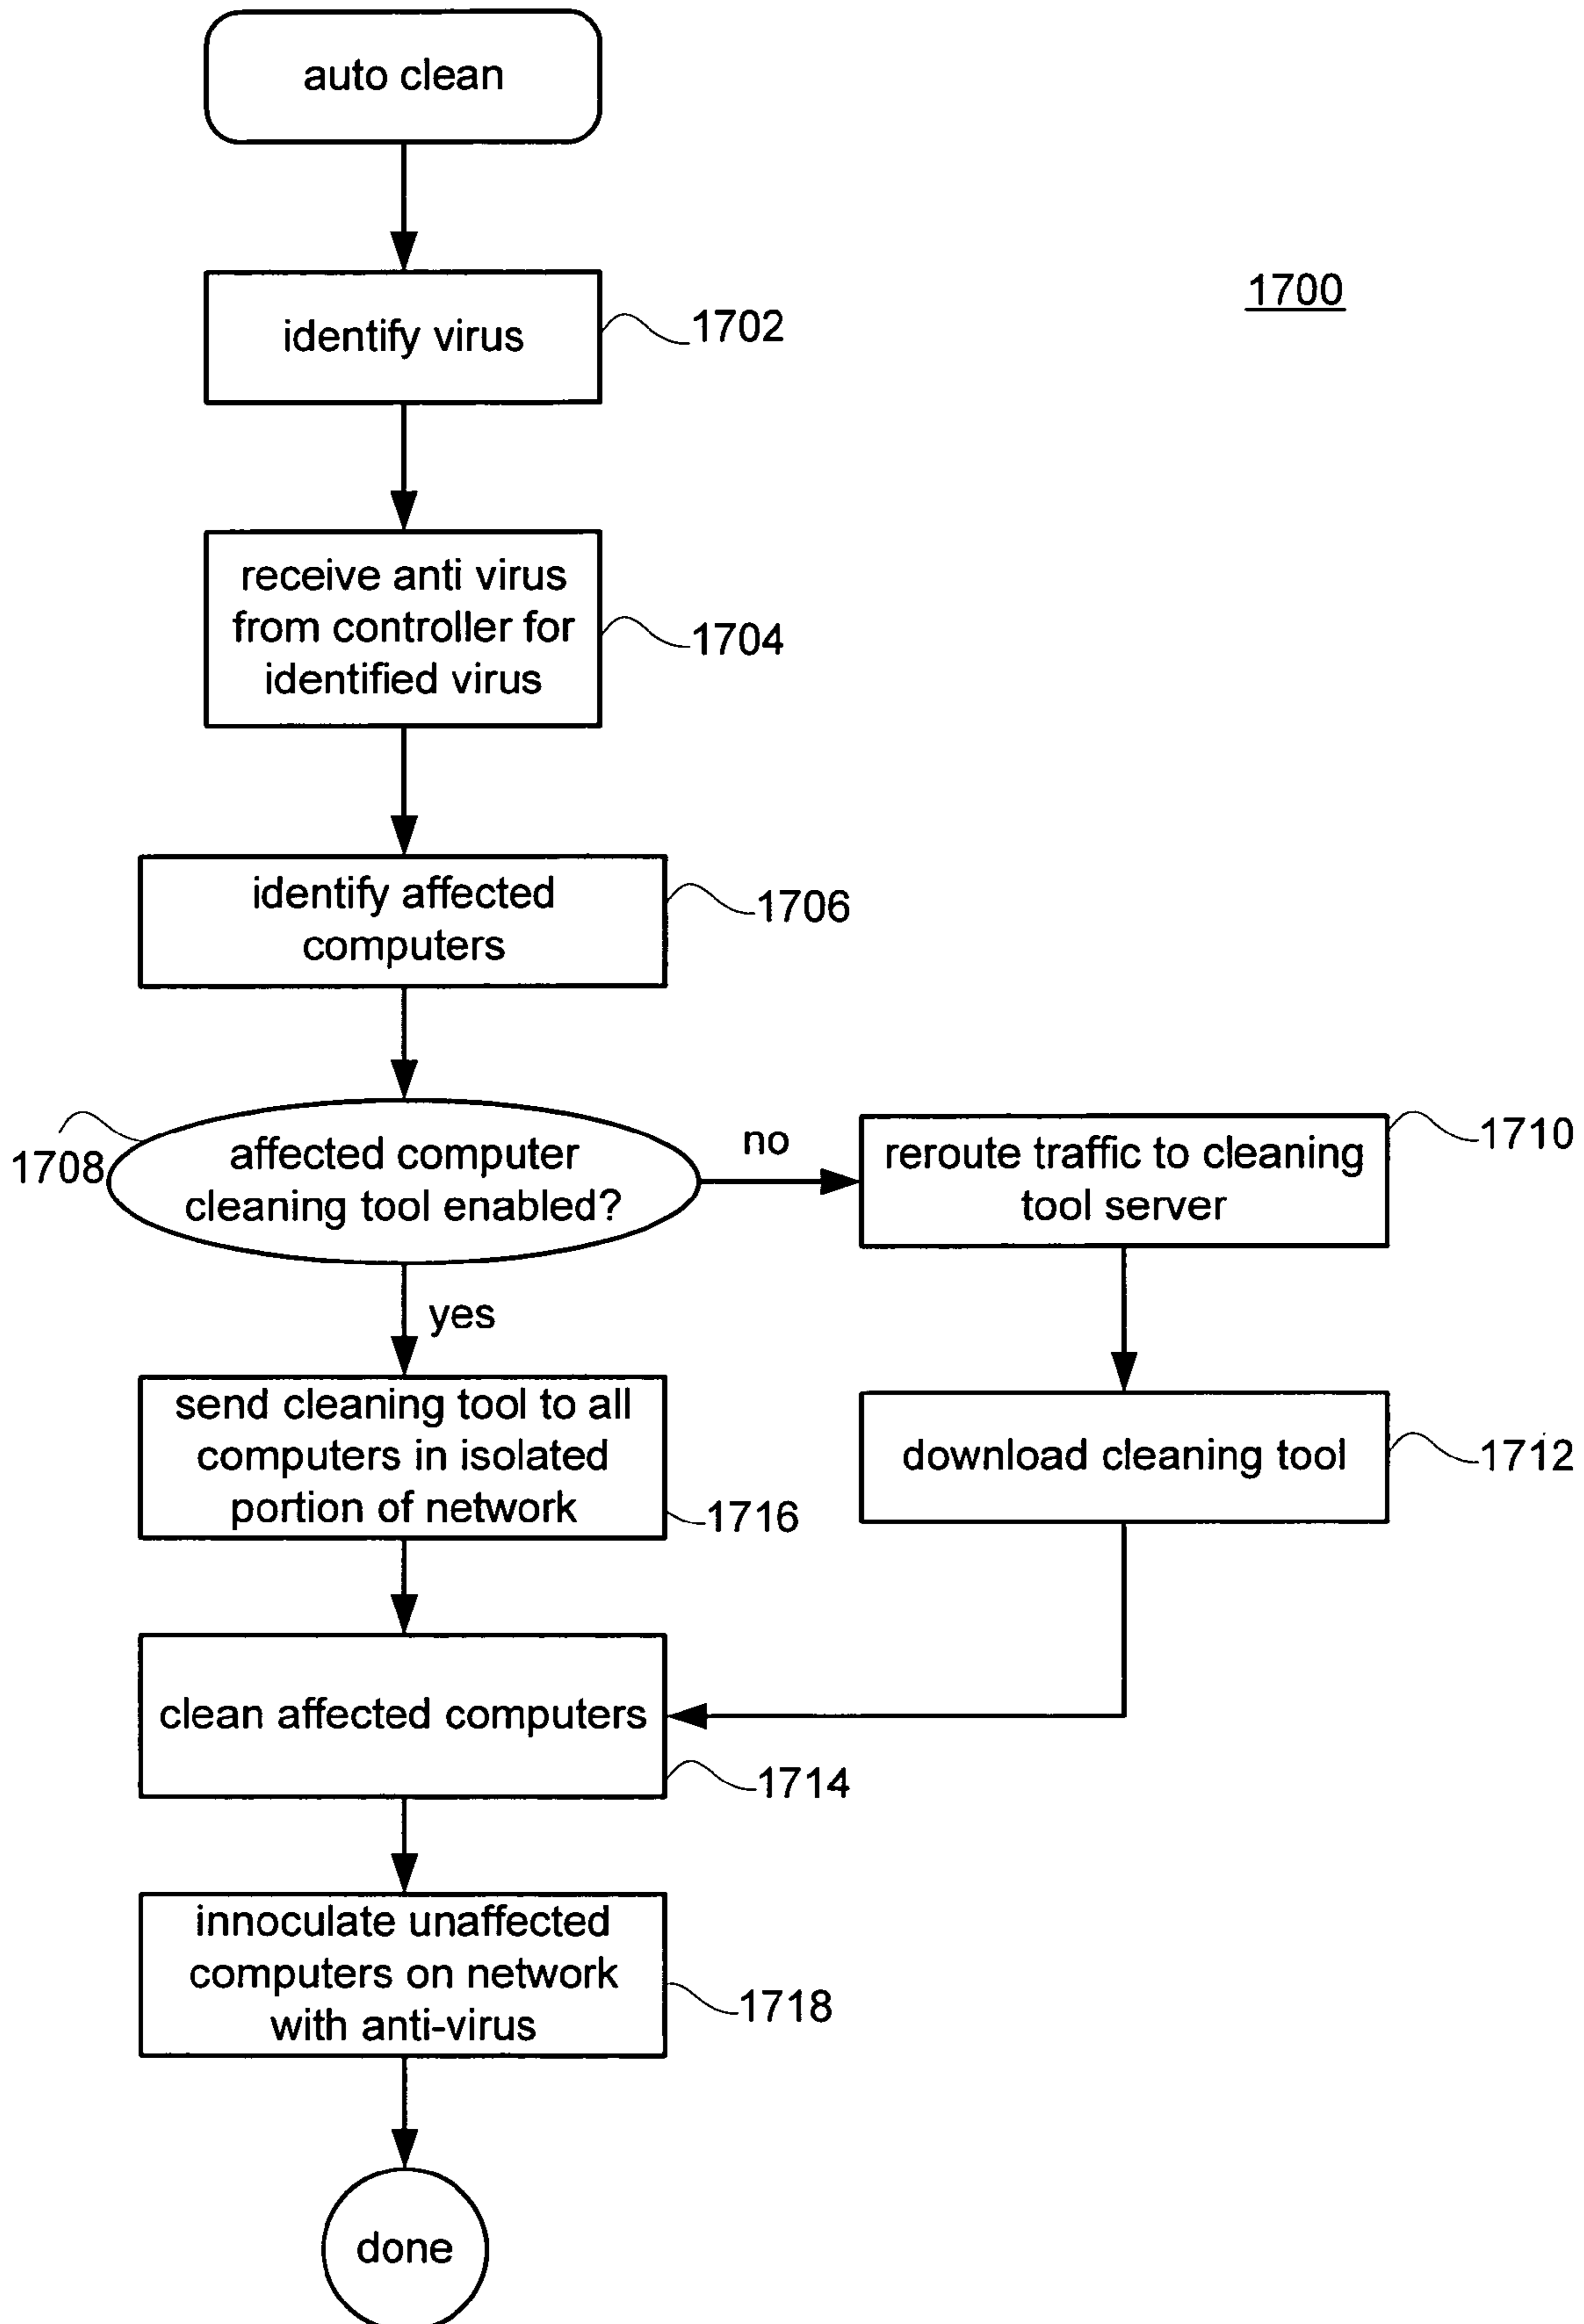 auto clean
1700
identify virus
1702
receive anti virus
from controller for
identified virus
1704
identify affected
computers
1706
1708
affected computer
cleaning tool enabled?
no
reroute traffic to cleaning
tool server
1710
yes
send cleaning tool to all
computers in isolated
portion of network
1716
download cleaning tool
1712
clean affected computers
1714
innoculate unaffected
computers on network
with anti-virus
1718
done